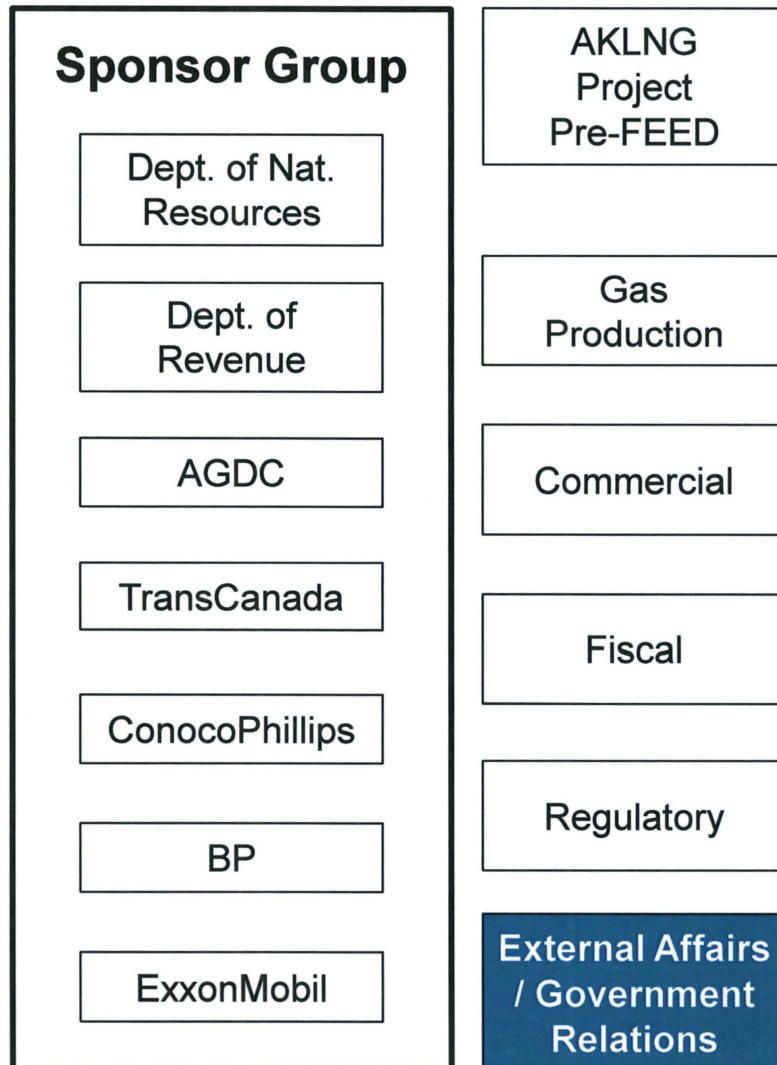 Sponsor Group
Dept. of Nat.
Resources
Dept. of
Revenue
AGDC
TransCanada
ConocoPhillips
BP
ExxonMobil
AKLNG
Project
Pre-FEED
Gas
Production
Commercial
Fiscal
Regulatory
External Affairs
/ Government
Relations